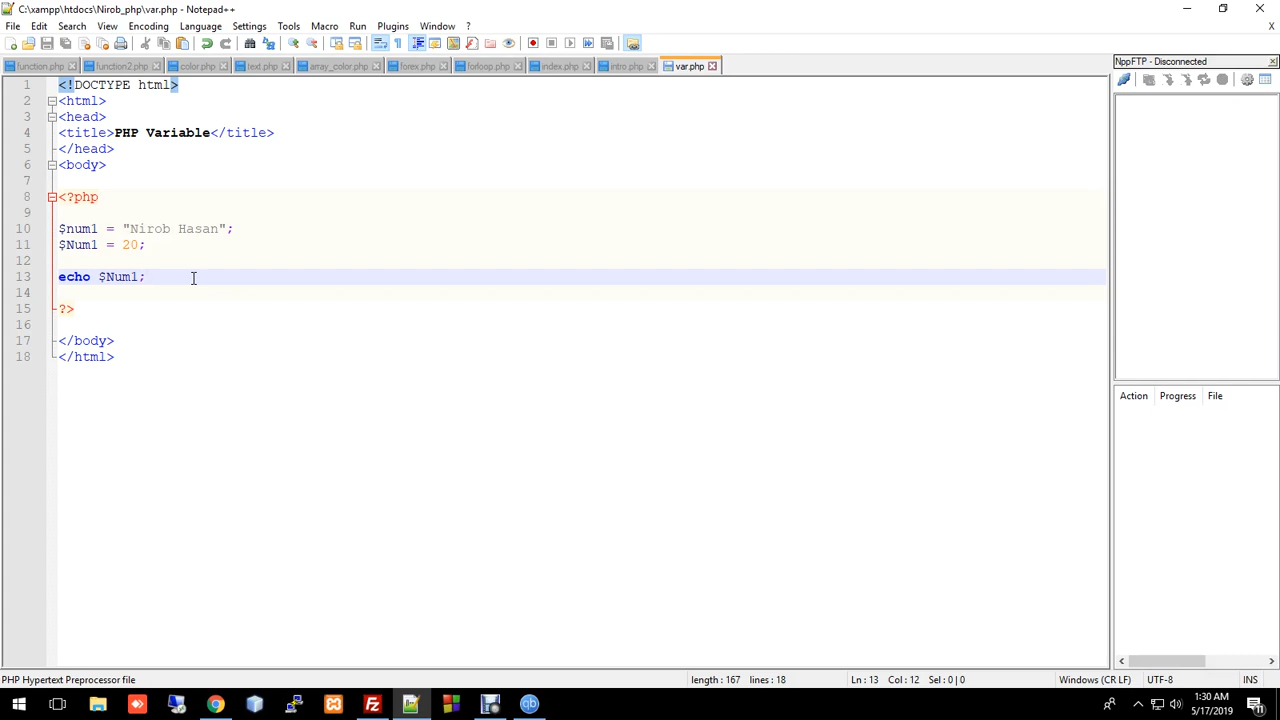 C:\xampp\htdocs\Nirob_php\var.php - Notepad++
File Edit Search View Encoding Language Settings Tools Macro Run Plugins Window ?
X
function.php function2.php color.php text.php array_color.php forex.php forloop.php index.php intro.php var.php
NppFTP - Disconnected
1 <!DOCTYPE html>
2 <html>
3 <head>
4 <title>PHP Variable</title>
5 </head>
6 <body>
7
8 <?php
9
10 $num1 = "Nirob Hasan";
11 $Num1 = 20;
12
13 echo $Num1;
14
15 ?>
16
17 </body>
18 </html>
Action Progress File
PHP Hypertext Preprocessor file length : 167 lines : 18 Ln : 13 Col : 12 Sel : 0 | 0 Windows (CR LF) UTF-8 INS
1:30 AM
5/17/2019